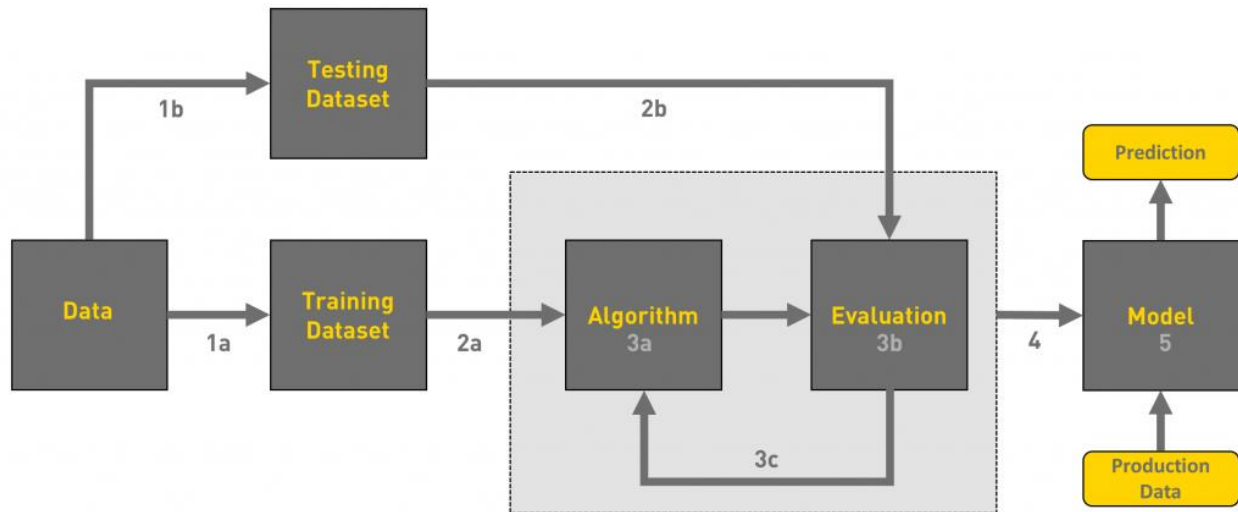 Testing
Dataset
1b
2b
Prediction
Data
Training
Dataset
Algorithm
3a
Evaluation
3b
Model
5
1a
2a
4
3c
Production
Data